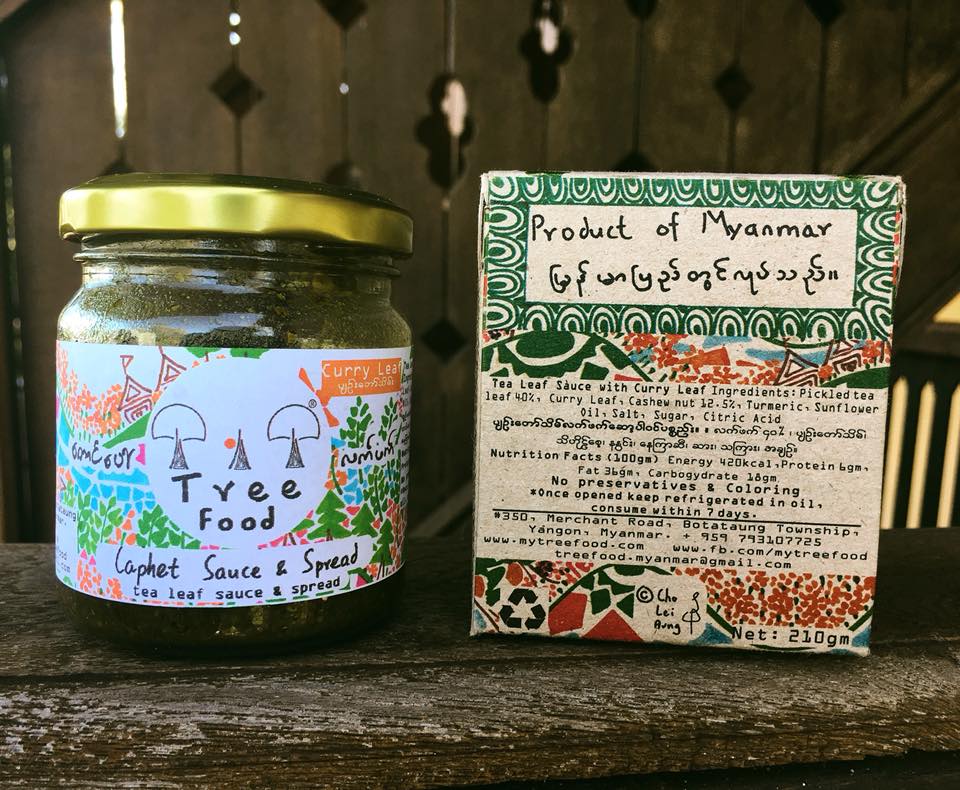 Curry Leaf
ပျဉ်းတော်သိမ်း
®
လက်ဖက်
Tree
Food
Laphet Sauce & Spread
tea leaf sauce & spread
Product of Myanmar
မြန်မာပြည်တွင်လုပ်သည်။
Tea Leaf Sauce with Curry Leaf Ingredients: Pickled tea
leaf 40%, Curry Leaf, Cashew nut 12.5%, Turmeric, Sunflower
Oil, Salt, Sugar, Citric Acid
Nutrition Facts (100gm) Energy 420kcal, Protein 6gm,
Fat 36gm, Carbogydrate 18gm
No preservatives & Coloring
*Once opened keep refrigerated in oil,
consume within 7 days.
#350, Merchant Road, Botataung Township,
Yangon, Myanmar. + 959 793107725
www.mytreefood.com www.fb.com/mytreefood
treefood.myanmar@gmail.com
© Cho
Lei
Aung
Net: 210gm